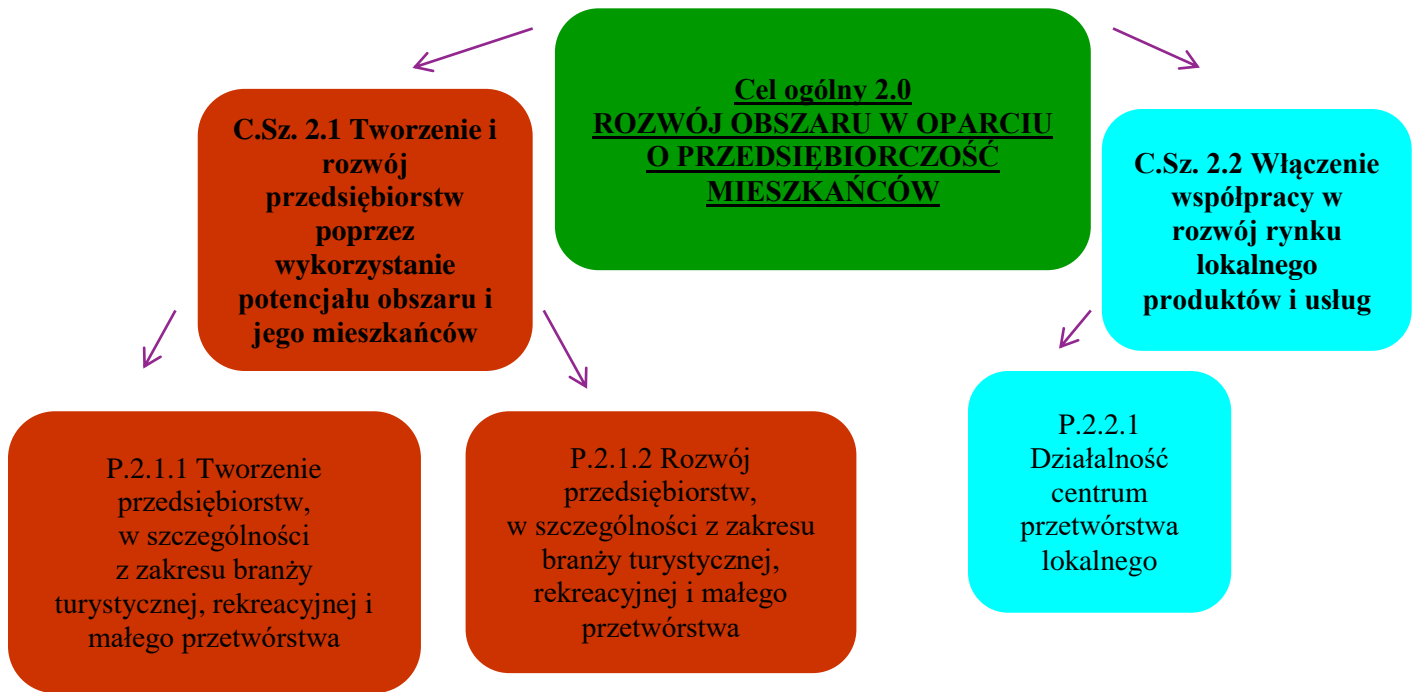 Cel ogólny 2.0
ROZWÓJ OBSZARU W OPARCIU
O PRZEDSIĘBIORCZOŚĆ
MIESZKAŃCÓW
C.Sz. 2.1 Tworzenie i
rozwój
przedsiębiorstw
poprzez
wykorzystanie
potencjału obszaru i
jego mieszkańców
C.Sz. 2.2 Włączenie
współpracy w
rozwój rynku
lokalnego
produktów i usług
P.2.1.1 Tworzenie
przedsiębiorstw,
w szczególności
z zakresu branży
turystycznej, rekreacyjnej i
małego przetwórstwa
P.2.1.2 Rozwój
przedsiębiorstw,
w szczególności z zakresu
branży turystycznej,
rekreacyjnej i małego
przetwórstwa
P.2.2.1
Działalność
centrum
przetwórstwa
lokalnego